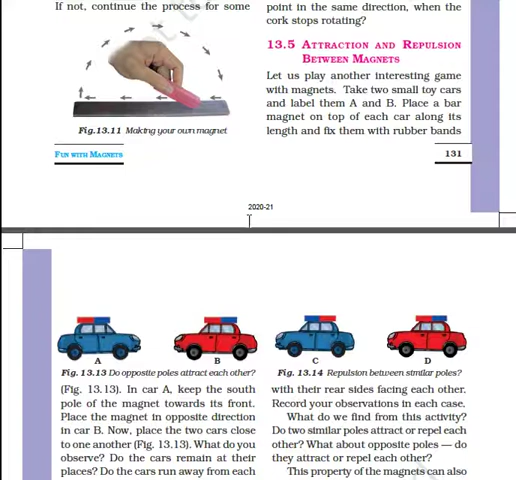 If not, continue the process for some
Fig.13.11 Making your own magnet
point in the same direction, when the
cork stops rotating?
13.5 ATTRACTION AND REPULSION
BETWEEN MAGNETS
Let us play another interesting game
with magnets. Take two small toy cars
and label them A and B. Place a bar
magnet on top of each car along its
length and fix them with rubber bands
FUN WITH MAGNETS
131
2020-21
A
B
Fig. 13.13 Do opposite poles attract each other?
C
D
Fig. 13.14 Repulsion between similar poles?
(Fig. 13.13). In car A, keep the south
pole of the magnet towards its front.
Place the magnet in opposite direction
in car B. Now, place the two cars close
to one another (Fig. 13.13). What do you
observe? Do the cars remain at their
places? Do the cars run away from each
with their rear sides facing each other.
Record your observations in each case.
What do we find from this activity?
Do two similar poles attract or repel each
other? What about opposite poles — do
they attract or repel each other?
This property of the magnets can also